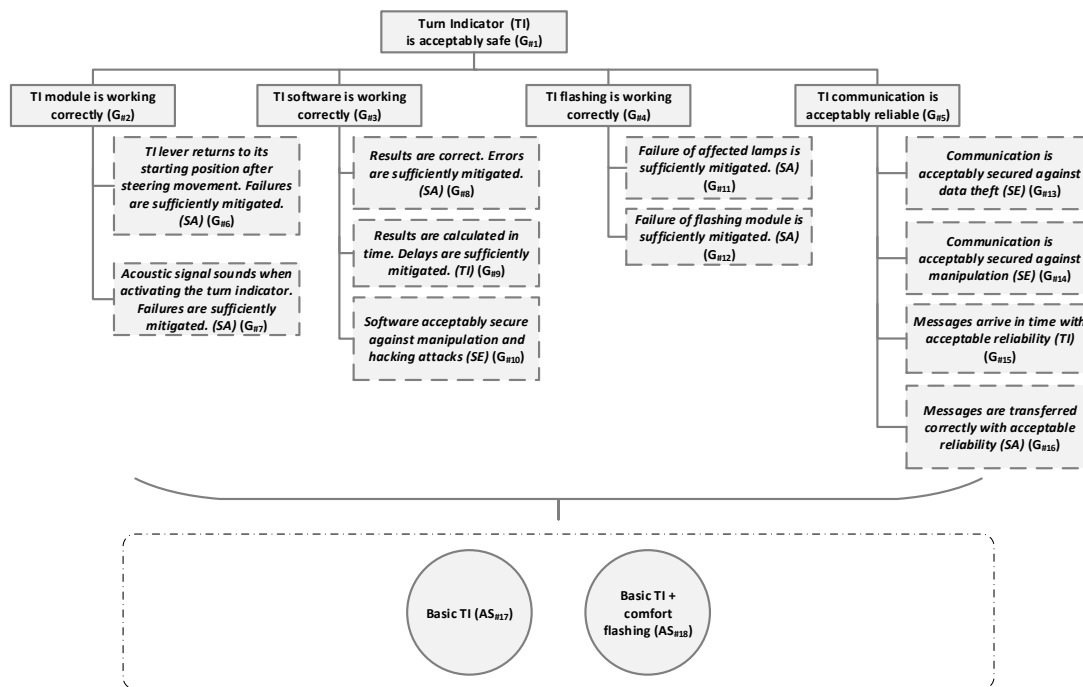 Turn Indicator (TI)
is acceptably safe (G#1)
TI module is working
correctly (G#2)
TI software is working
correctly (G#3)
TI flashing is working
correctly (G#4)
TI communication is
acceptably reliable (G#5)
TI lever returns to its
starting position after
steering movement. Failures
are sufficiently mitigated.
(SA) (G#6)
Acoustic signal sounds when
activating the turn indicator.
Failures are sufficiently
mitigated. (SA) (G#7)
Results are correct. Errors
are sufficiently mitigated.
(SA) (G#8)
Results are calculated in
time. Delays are sufficiently
mitigated. (TI) (G#9)
Software acceptably secure
against manipulation and
hacking attacks (SE) (G#10)
Failure of affected lamps is
sufficiently mitigated. (SA)
(G#11)
Failure of flashing module is
sufficiently mitigated. (SA)
(G#12)
Communication is
acceptably secured against
data theft (SE) (G#13)
Communication is
acceptably secured against
manipulation (SE) (G#14)
Messages arrive in time with
acceptable reliability (TI)
(G#15)
Messages are transferred
correctly with acceptable
reliability (SA) (G#16)
Basic TI (AS#17)
Basic TI +
comfort
flashing (AS#18)